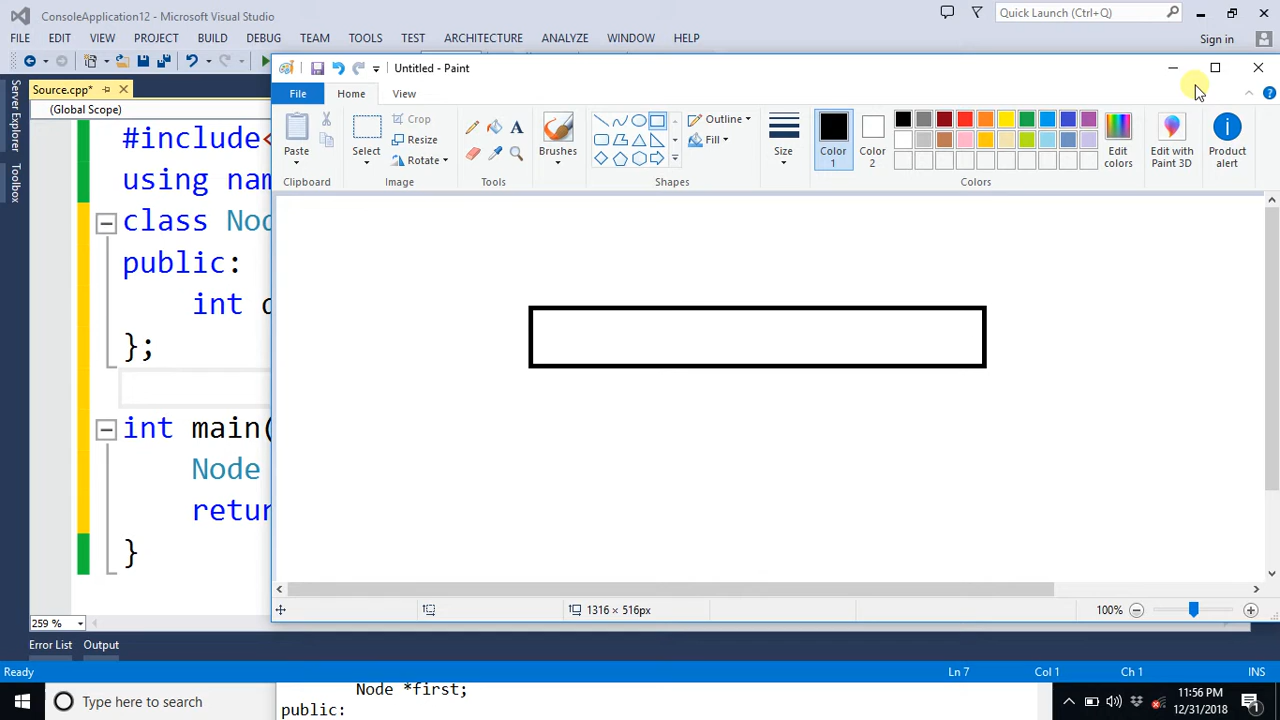 ConsoleApplication12 - Microsoft Visual Studio
Quick Launch (Ctrl+Q)
FILE EDIT VIEW PROJECT BUILD DEBUG TEAM TOOLS TEST ARCHITECTURE ANALYZE WINDOW HELP
Sign in
Server Explorer
Toolbox
Source.cpp*
(Global Scope)
#include<
using nam
class Nod
public:
int d
};
int main(
Node
retur
}
259 %
Error List Output
Ready
Ln 7 Col 1 Ch 1 INS
Untitled - Paint
File Home View
Paste
Clipboard
Select
Crop
Resize
Rotate
Image
A
Tools
Brushes
Outline
Fill
Shapes
Size
Color 1
Color 2
Edit colors
Colors
Edit with Paint 3D
Product alert
1316 × 516px
100%
Node *first;
public:
Type here to search
11:56 PM
12/31/2018
1